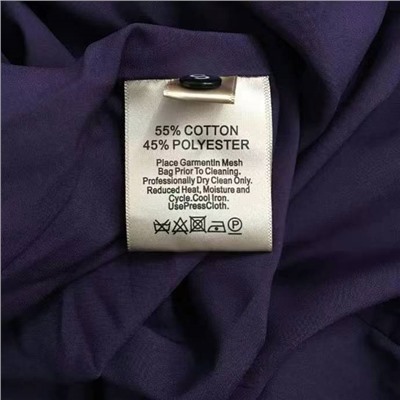 55% COTTON
45% POLYESTER
Place GarmentIn Mesh
Bag Prior To Cleaning,
Professionally Dry Clean Only.
Reduced Heat, Moisture and
Cycle.Cool Iron.
UsePressCloth.
P